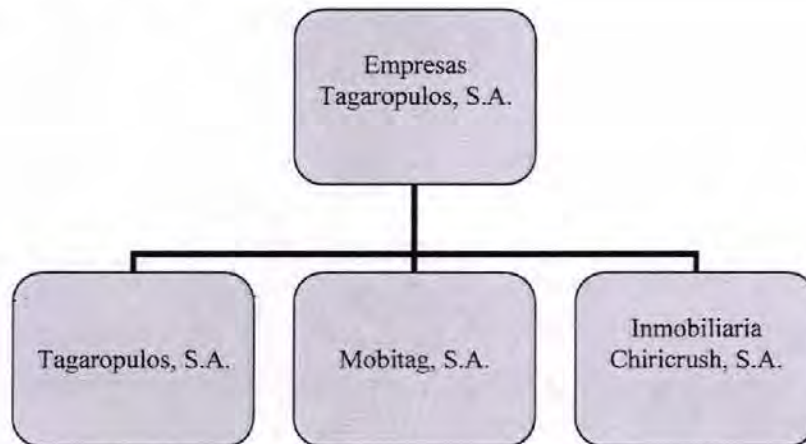 Empresas
Tagaropulos, S.A.
Tagaropulos, S.A.
Mobitag, S.A.
Inmobiliaria
Chiricrush, S.A.